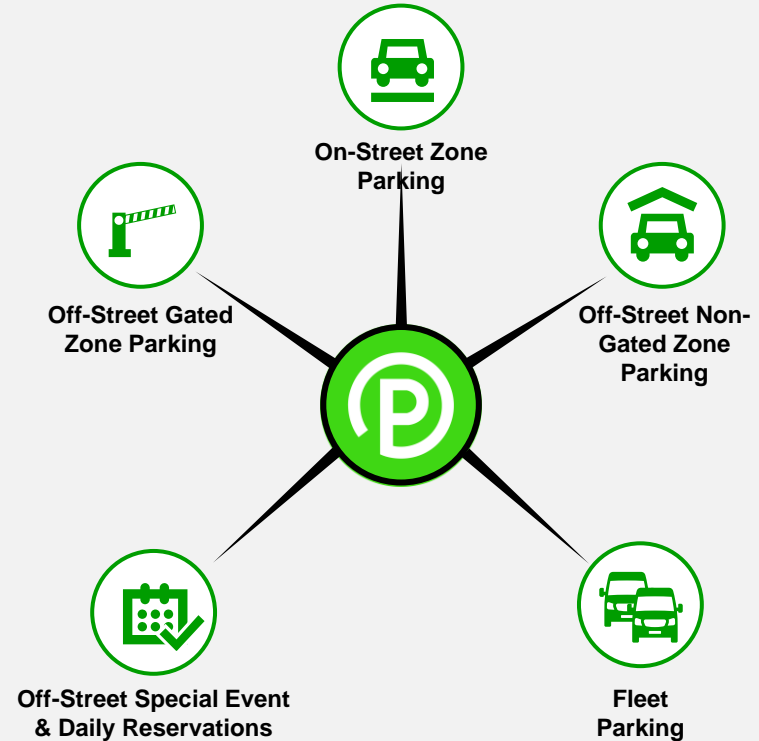 On-Street Zone
Parking
Off-Street Gated
Zone Parking
Off-Street Non-
Gated Zone
Parking
P
Off-Street Special Event
& Daily Reservations
Fleet
Parking